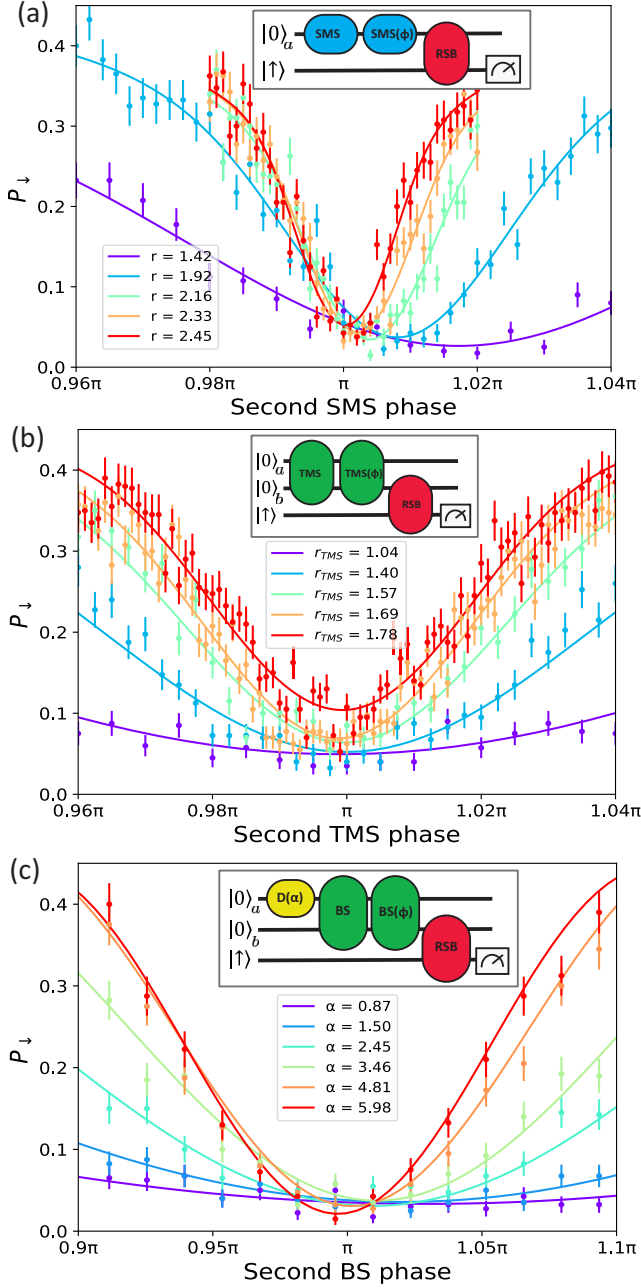 (a)
|0⟩a SMS SMS(ϕ)
|↑⟩ RSB
P↓
0.4
0.3
0.2
0.1
0.0
r = 1.42
r = 1.92
r = 2.16
r = 2.33
r = 2.45
0.96π 0.98π π 1.02π 1.04π
Second SMS phase
(b)
|0⟩a TMS TMS(ϕ)
|0⟩b
|↑⟩ RSB
P↓
0.4
0.3
0.2
0.1
0.0
rTMS = 1.04
rTMS = 1.40
rTMS = 1.57
rTMS = 1.69
rTMS = 1.78
0.96π 0.98π π 1.02π 1.04π
Second TMS phase
(c)
|0⟩a D(α) BS BS(ϕ)
|0⟩b
|↑⟩ RSB
P↓
0.4
0.3
0.2
0.1
0.0
α = 0.87
α = 1.50
α = 2.45
α = 3.46
α = 4.81
α = 5.98
0.9π 0.95π π 1.05π 1.1π
Second BS phase